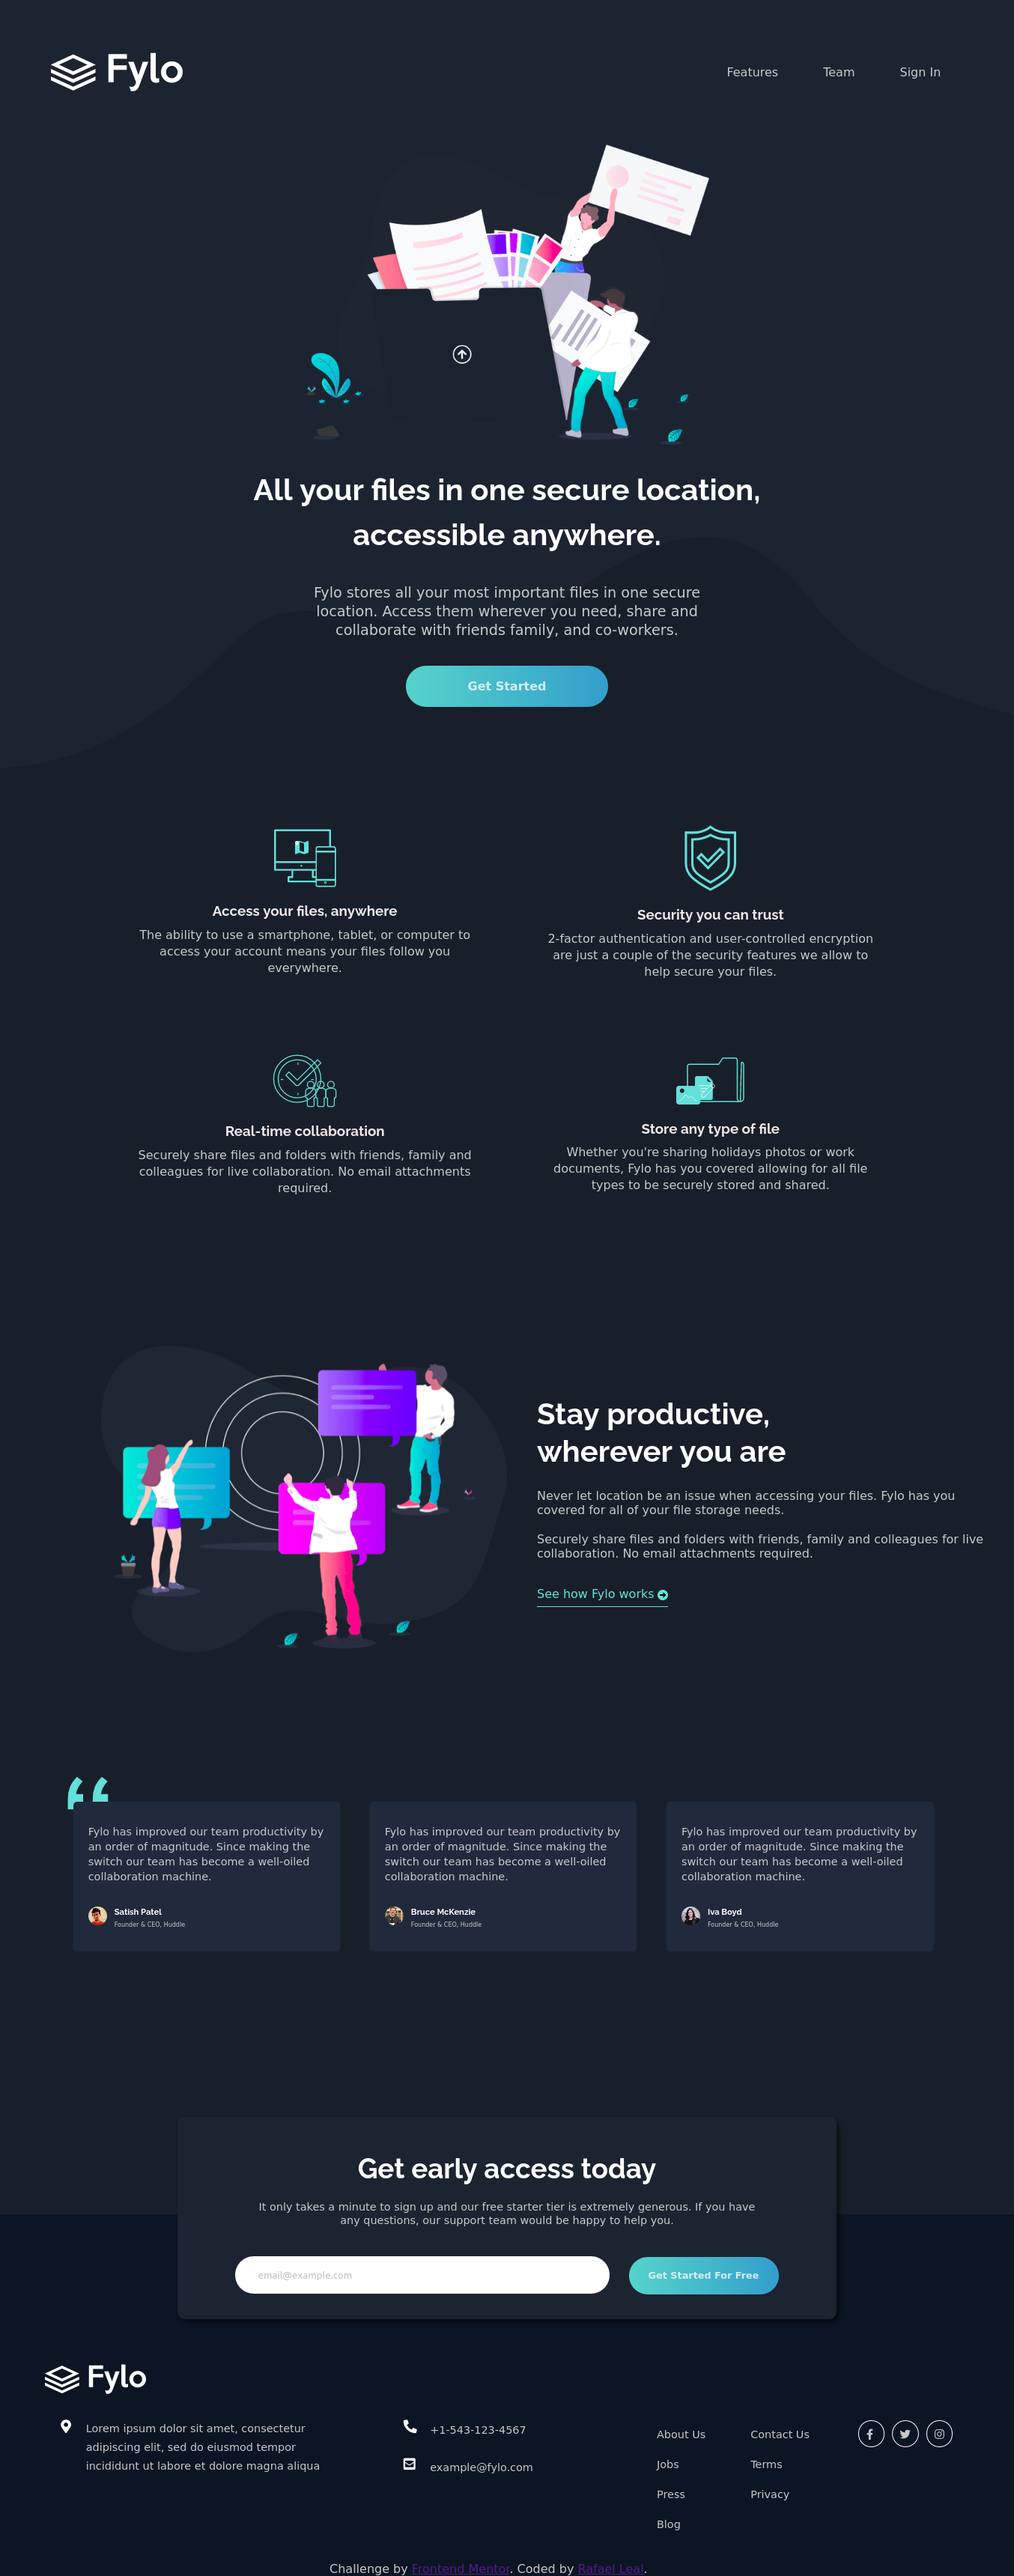 Fylo
Features Team Sign In
All your files in one secure location,
accessible anywhere.
Fylo stores all your most important files in one secure
location. Access them wherever you need, share and
collaborate with friends family, and co-workers.
Get Started
Access your files, anywhere
The ability to use a smartphone, tablet, or computer to
access your account means your files follow you
everywhere.
Security you can trust
2-factor authentication and user-controlled encryption
are just a couple of the security features we allow to
help secure your files.
Real-time collaboration
Securely share files and folders with friends, family and
colleagues for live collaboration. No email attachments
required.
Store any type of file
Whether you're sharing holidays photos or work
documents, Fylo has you covered allowing for all file
types to be securely stored and shared.
Stay productive,
wherever you are
Never let location be an issue when accessing your files. Fylo has you
covered for all of your file storage needs.
Securely share files and folders with friends, family and colleagues for live
collaboration. No email attachments required.
See how Fylo works
Fylo has improved our team productivity by
an order of magnitude. Since making the
switch our team has become a well-oiled
collaboration machine.
Satish Patel
Founder & CEO, Huddle
Fylo has improved our team productivity by
an order of magnitude. Since making the
switch our team has become a well-oiled
collaboration machine.
Bruce McKenzie
Founder & CEO, Huddle
Fylo has improved our team productivity by
an order of magnitude. Since making the
switch our team has become a well-oiled
collaboration machine.
Iva Boyd
Founder & CEO, Huddle
Get early access today
It only takes a minute to sign up and our free starter tier is extremely generous. If you have
any questions, our support team would be happy to help you.
email@example.com
Get Started For Free
Fylo
Lorem ipsum dolor sit amet, consectetur
adipiscing elit, sed do eiusmod tempor
incididunt ut labore et dolore magna aliqua
+1-543-123-4567
example@fylo.com
About Us
Jobs
Press
Blog
Contact Us
Terms
Privacy
Challenge by Frontend Mentor. Coded by Rafael Leal.